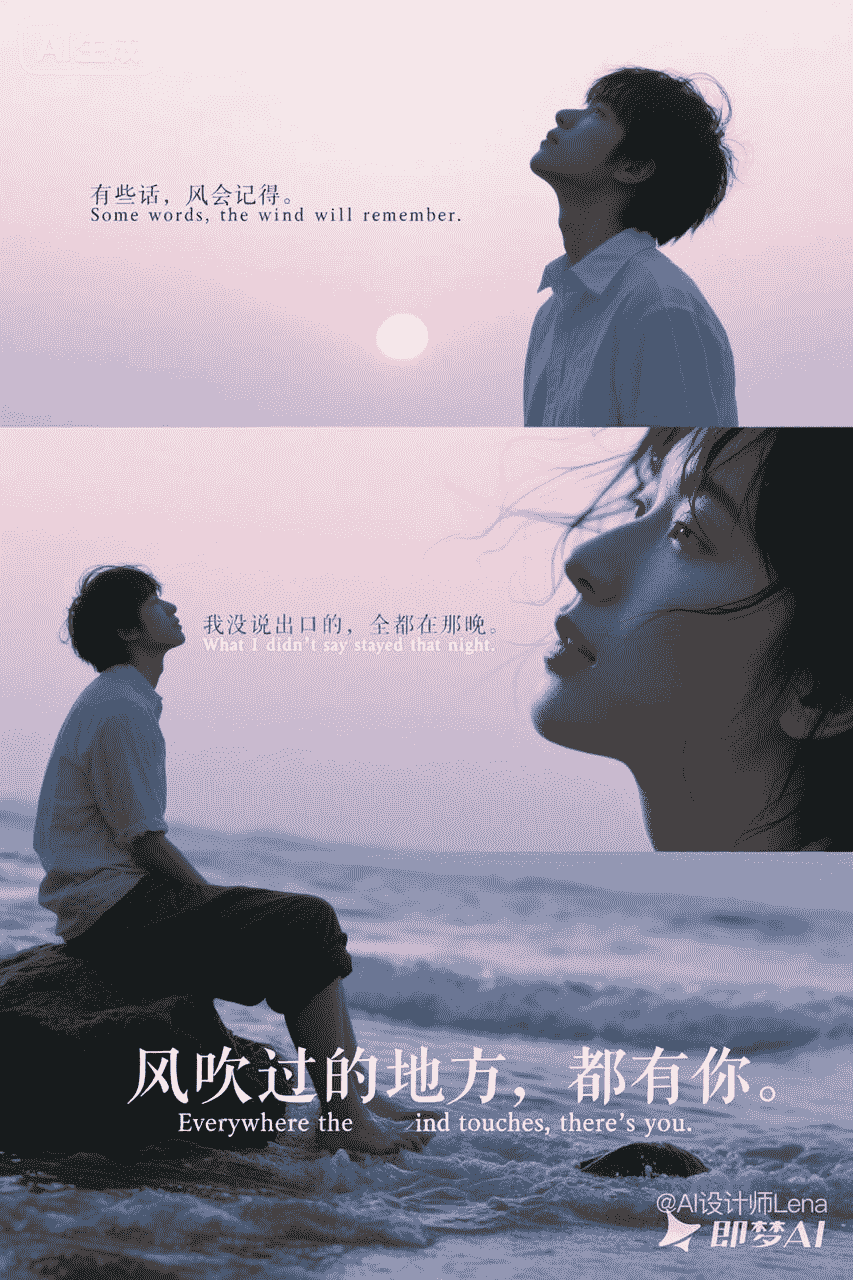 AI生成
有些话，风会记得。
Some words, the wind will remember.
我没说出口的，全都在那晚。
What I didn't say stayed that night.
风吹过的地方，都有你。
Everywhere the ind touches, there's you.
@AI设计师Lena
即梦AI